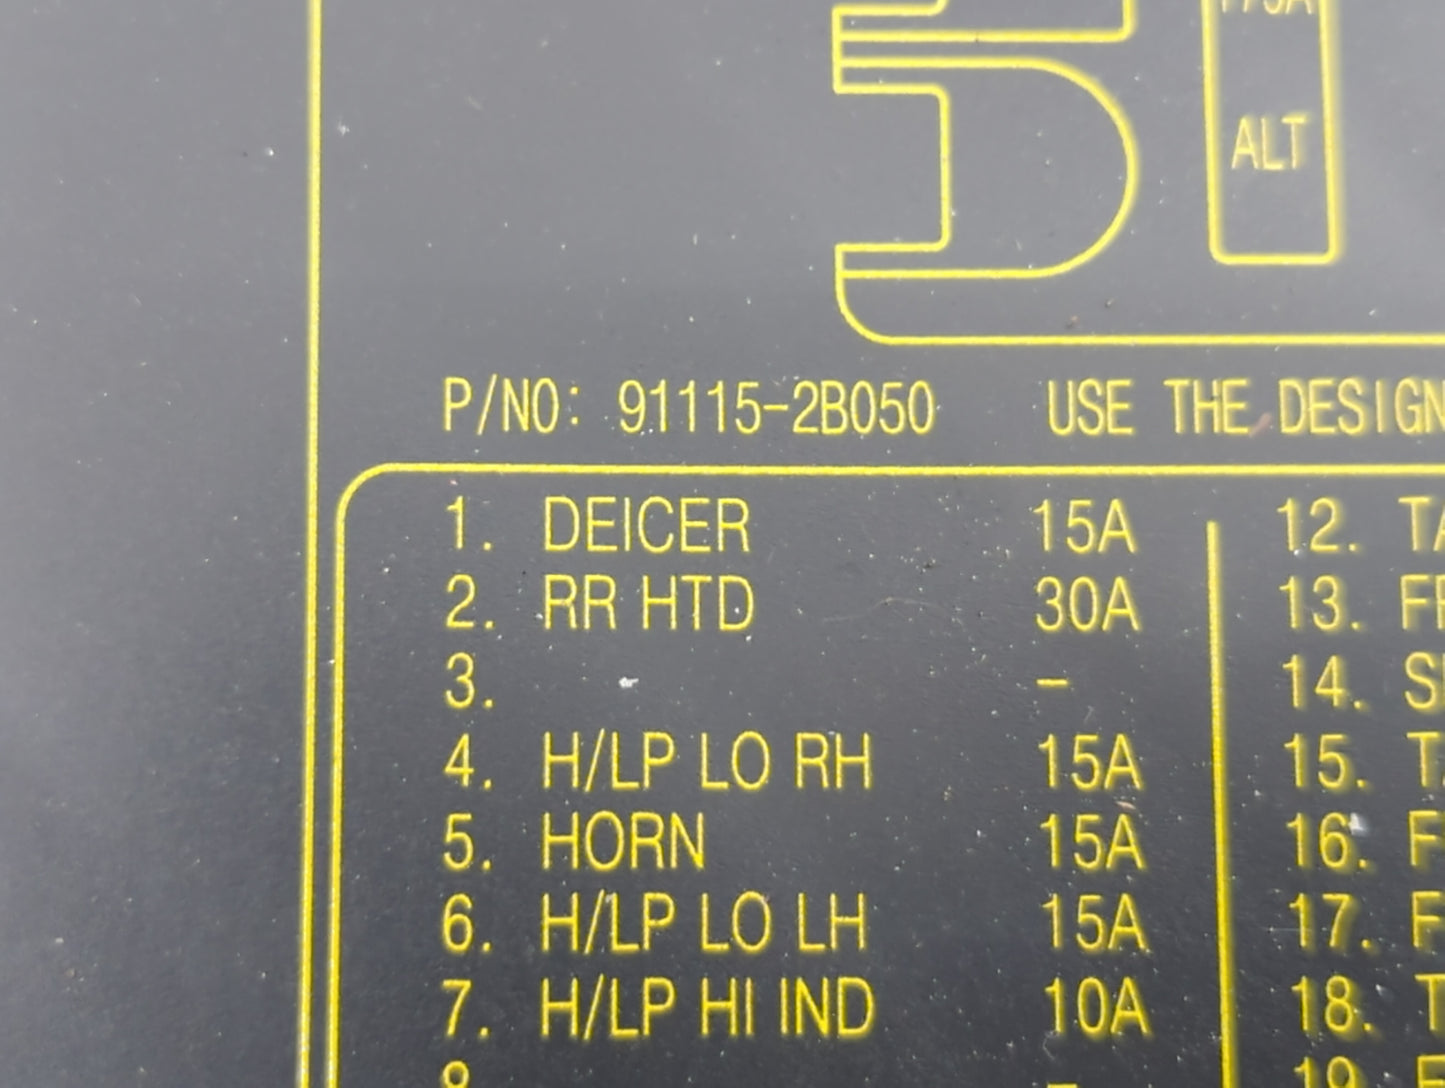 ALT
P/NO: 91115-2B050 USE THE DESIGN
1. DEICER 15A 12.
2. RR HTD 30A 13.
3. - 14.
4. H/LP LO RH 15A 15.
5. HORN 15A 16.
6. H/LP LO LH 15A 17.
7. H/LP HI IND 10A 18.